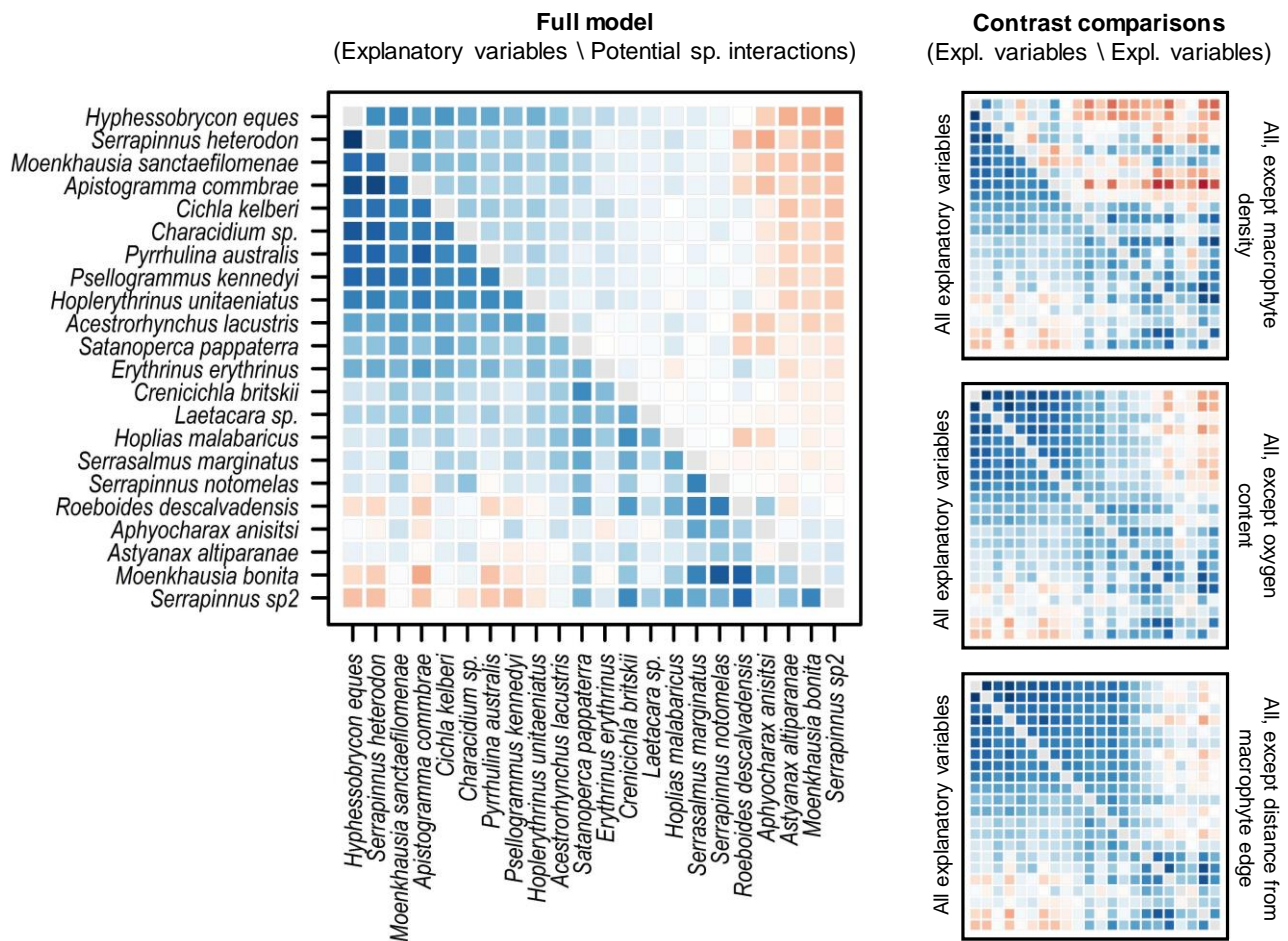 Full model
(Explanatory variables \ Potential sp. interactions)
Contrast comparisons
(Expl. variables \ Expl. variables)
Hyphessobrycon eques
Serrapinnus heterodon
Moenkhausia sanctaefilomenae
Apistogramma commbrae
Cichla kelberi
Characidium sp.
Pyrrhulina australis
Psellogrammus kennedyi
Hoplerythrinus unitaeniatus
Acestrorhynchus lacustris
Satanoperca pappaterra
Erythrinus erythrinus
Crenicichla britskii
Laetacara sp.
Hoplias malabaricus
Serrasalmus marginatus
Serrapinnus notomelas
Roeboides descalvadensis
Aphyocharax anisitsi
Astyanax altiparanae
Moenkhausia bonita
Serrapinnus sp2
Hyphessobrycon eques
Serrapinnus heterodon
Moenkhausia sanctaefilomenae
Apistogramma commbrae
Cichla kelberi
Characidium sp.
Pyrrhulina australis
Psellogrammus kennedyi
Hoplerythrinus unitaeniatus
Acestrorhynchus lacustris
Satanoperca pappaterra
Erythrinus erythrinus
Crenicichla britskii
Laetacara sp.
Hoplias malabaricus
Serrasalmus marginatus
Serrapinnus notomelas
Roeboides descalvadensis
Aphyocharax anisitsi
Astyanax altiparanae
Moenkhausia bonita
Serrapinnus sp2
All explanatory variables
All, except macrophyte
density
All explanatory variables
All, except oxygen
content
All explanatory variables
All, except distance from
macrophyte edge